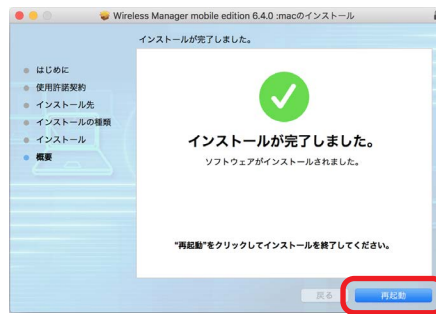 Wireless Manager mobile edition 6.4.0 :macのインストール
インストールが完了しました。
はじめに
使用許諾契約
インストール先
インストールの種類
インストール
概要
インストールが完了しました。
ソフトウェアがインストールされました。
"再起動"をクリックしてインストールを終了してください。
戻る
再起動